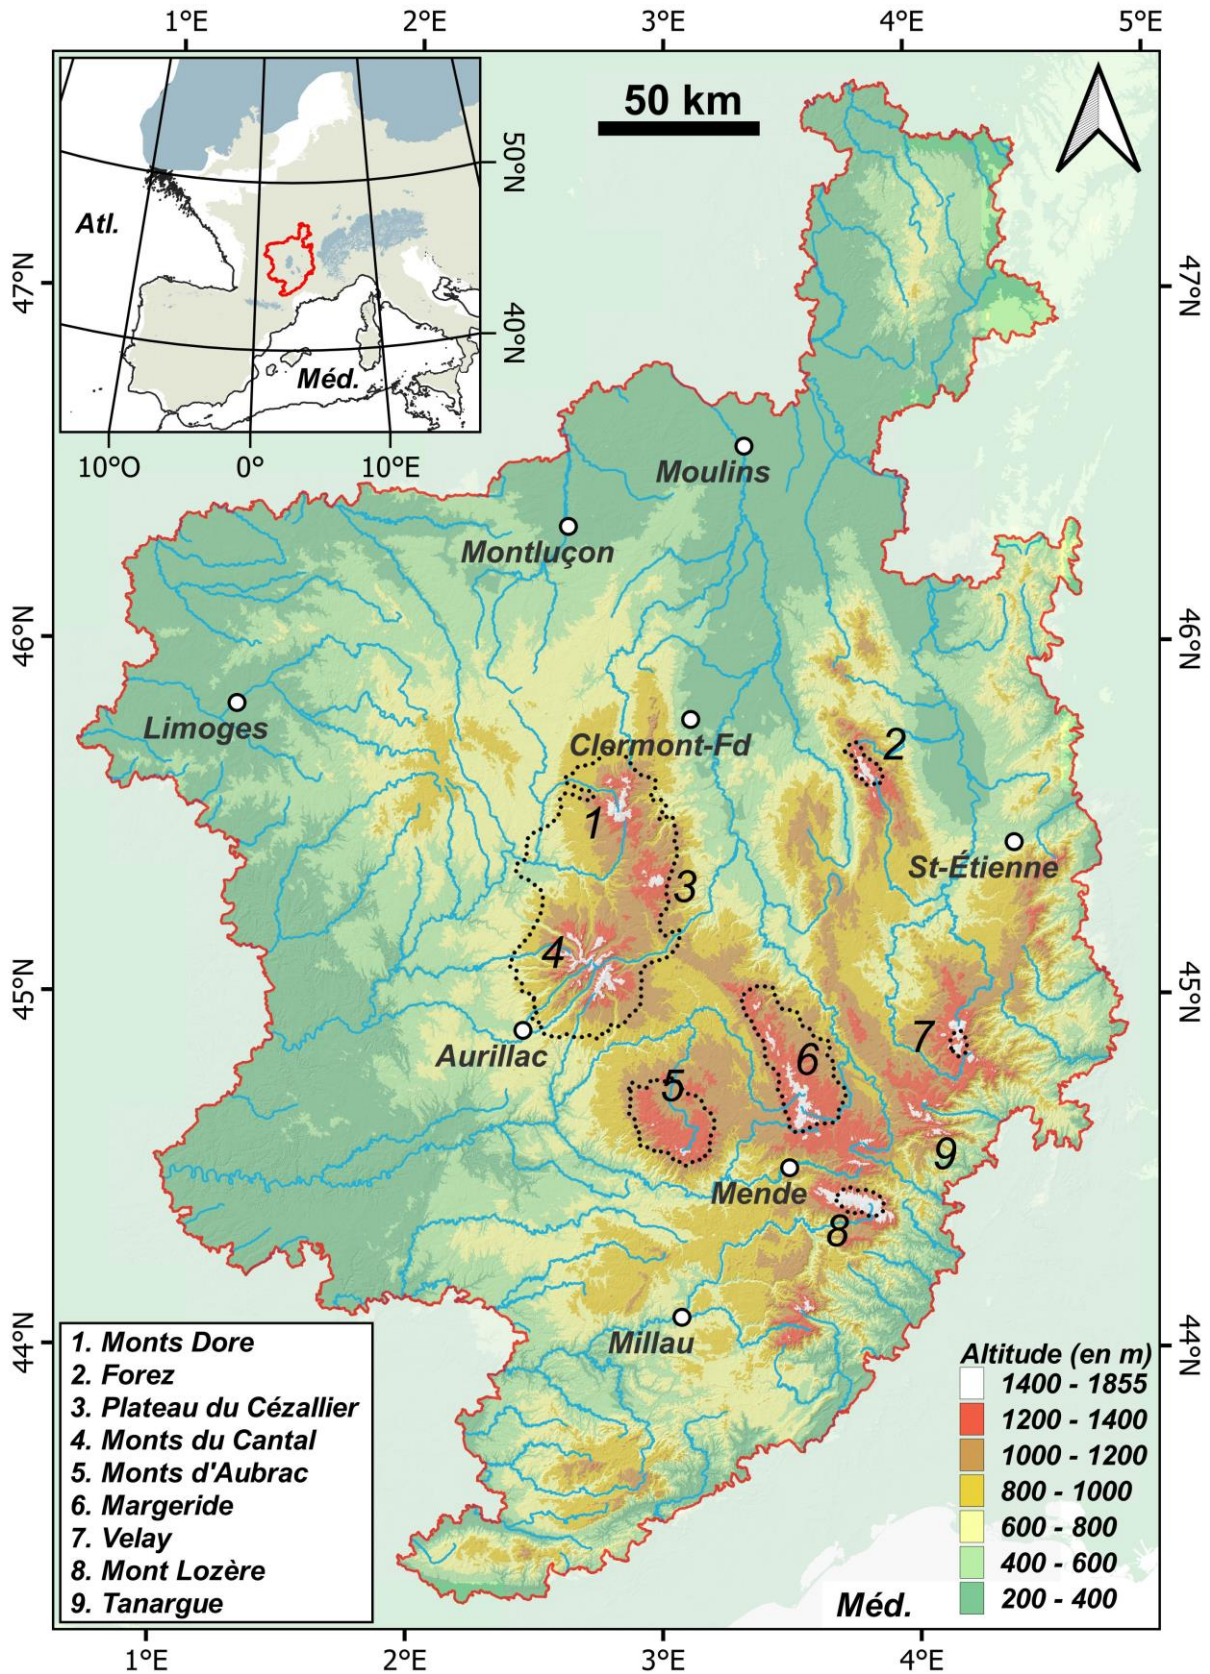 1°E 2°E 3°E 4°E 5°E
50 km
50°N
Atl.
47°N
47°N
40°N
Méd.
10°O 0° 10°E
Moulins
Montluçon
46°N
46°N
Limoges
Clermont-Fd
2
1
St-Étienne
3
4
45°N
45°N
7
Aurillac
6
5
9
Mende
8
44°N
Millau
44°N
1. Monts Dore
2. Forez
3. Plateau du Cézallier
4. Monts du Cantal
5. Monts d'Aubrac
6. Margeride
7. Velay
8. Mont Lozère
9. Tanargue
Altitude (en m)
1400 - 1855
1200 - 1400
1000 - 1200
800 - 1000
600 - 800
400 - 600
200 - 400
Méd.
1°E 2°E 3°E 4°E